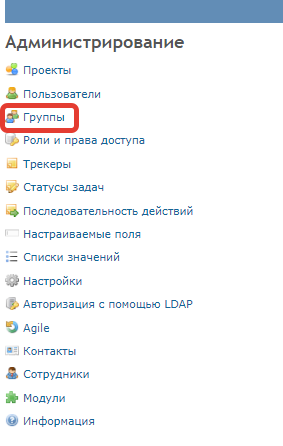 Администрирование
Проекты
Пользователи
Группы
Роли и права доступа
Трекеры
Статусы задач
Последовательность действий
Настраиваемые поля
Списки значений
Настройки
Авторизация с помощью LDAP
Agile
Контакты
Сотрудники
Модули
Информация